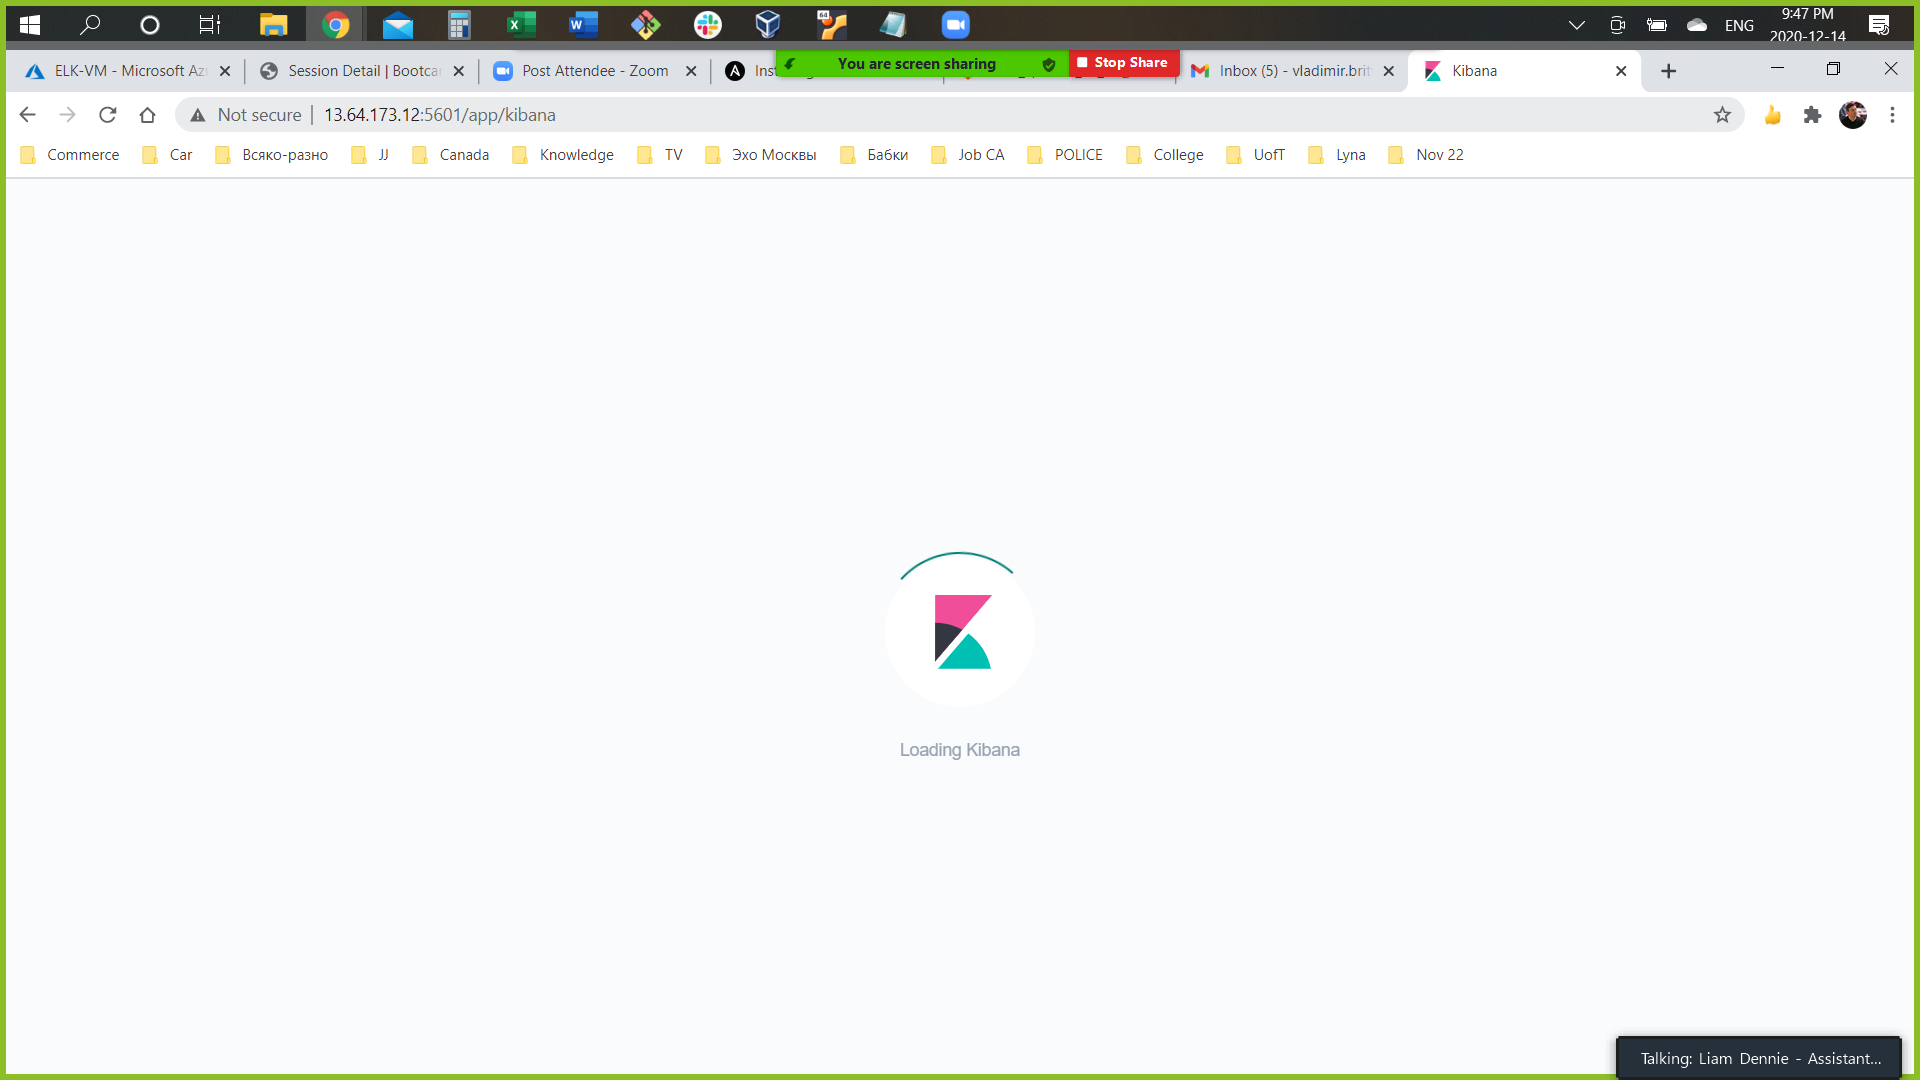 64
X
W
ENG
9:47 PM
2020-12-14
ELK-VM - Microsoft Az
Session Detail | Bootca
Post Attendee - Zoom
A
You are screen sharing
Stop Share
Inbox (5) - vladimir.brit
Kibana
Not secure
13.64.173.12:5601/app/kibana
Commerce
Car
Всяко-разно
JJ
Canada
Knowledge
TV
Эхо Москвы
Бабки
Job CA
POLICE
College
UofT
Lyna
Nov 22
Loading Kibana
Talking: Liam Dennie - Assistant...